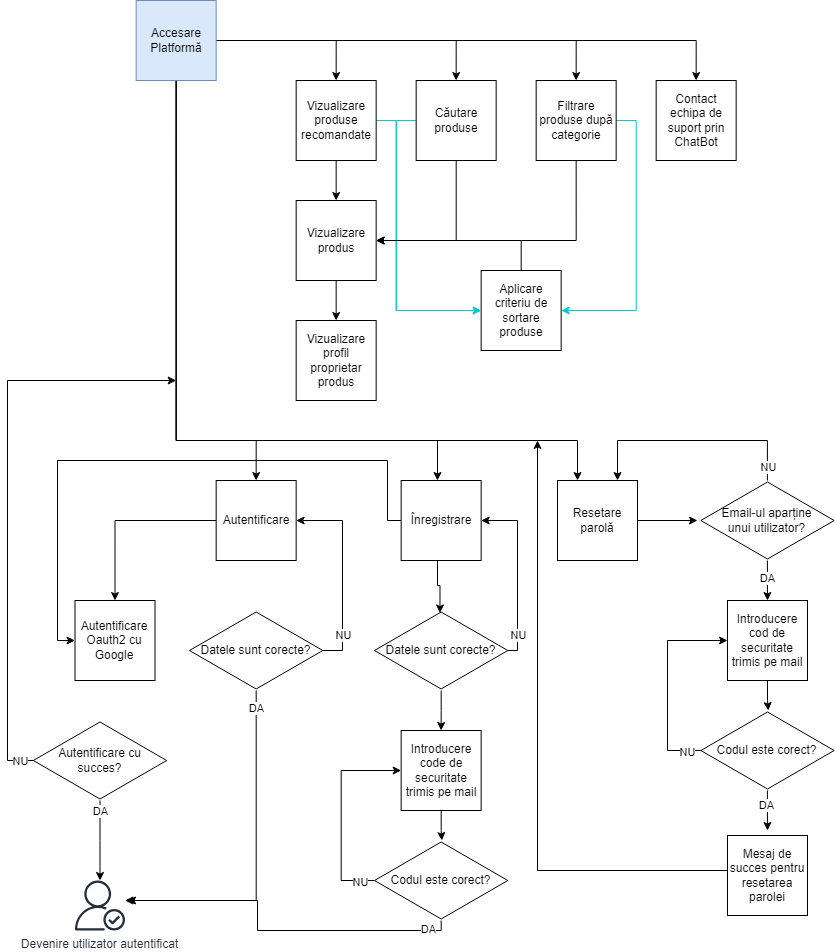 Accesare
Platformă
Vizualizare
produse
recomandate
Căutare
produse
Filtrare
produse după
categorie
Contact
echipa de
suport prin
ChatBot
Vizualizare
produs
Aplicare
criteriu de
sortare
produse
Vizualizare
profil
proprietar
produs
Autentificare
Înregistrare
Resetare
parolă
NU
Email-ul aparține
unui utilizator?
DA
Autentificare
Oauth2 cu
Google
Datele sunt corecte?
NU
DA
Datele sunt corecte?
NU
Introducere
cod de
securitate
trimis pe mail
Autentificare cu
succes?
NU
DA
Introducere
code de
securitate
trimis pe mail
Codul este corect?
NU
DA
Codul este corect?
NU
DA
Mesaj de
succes pentru
resetarea
parolei
Devenire utilizator autentificat